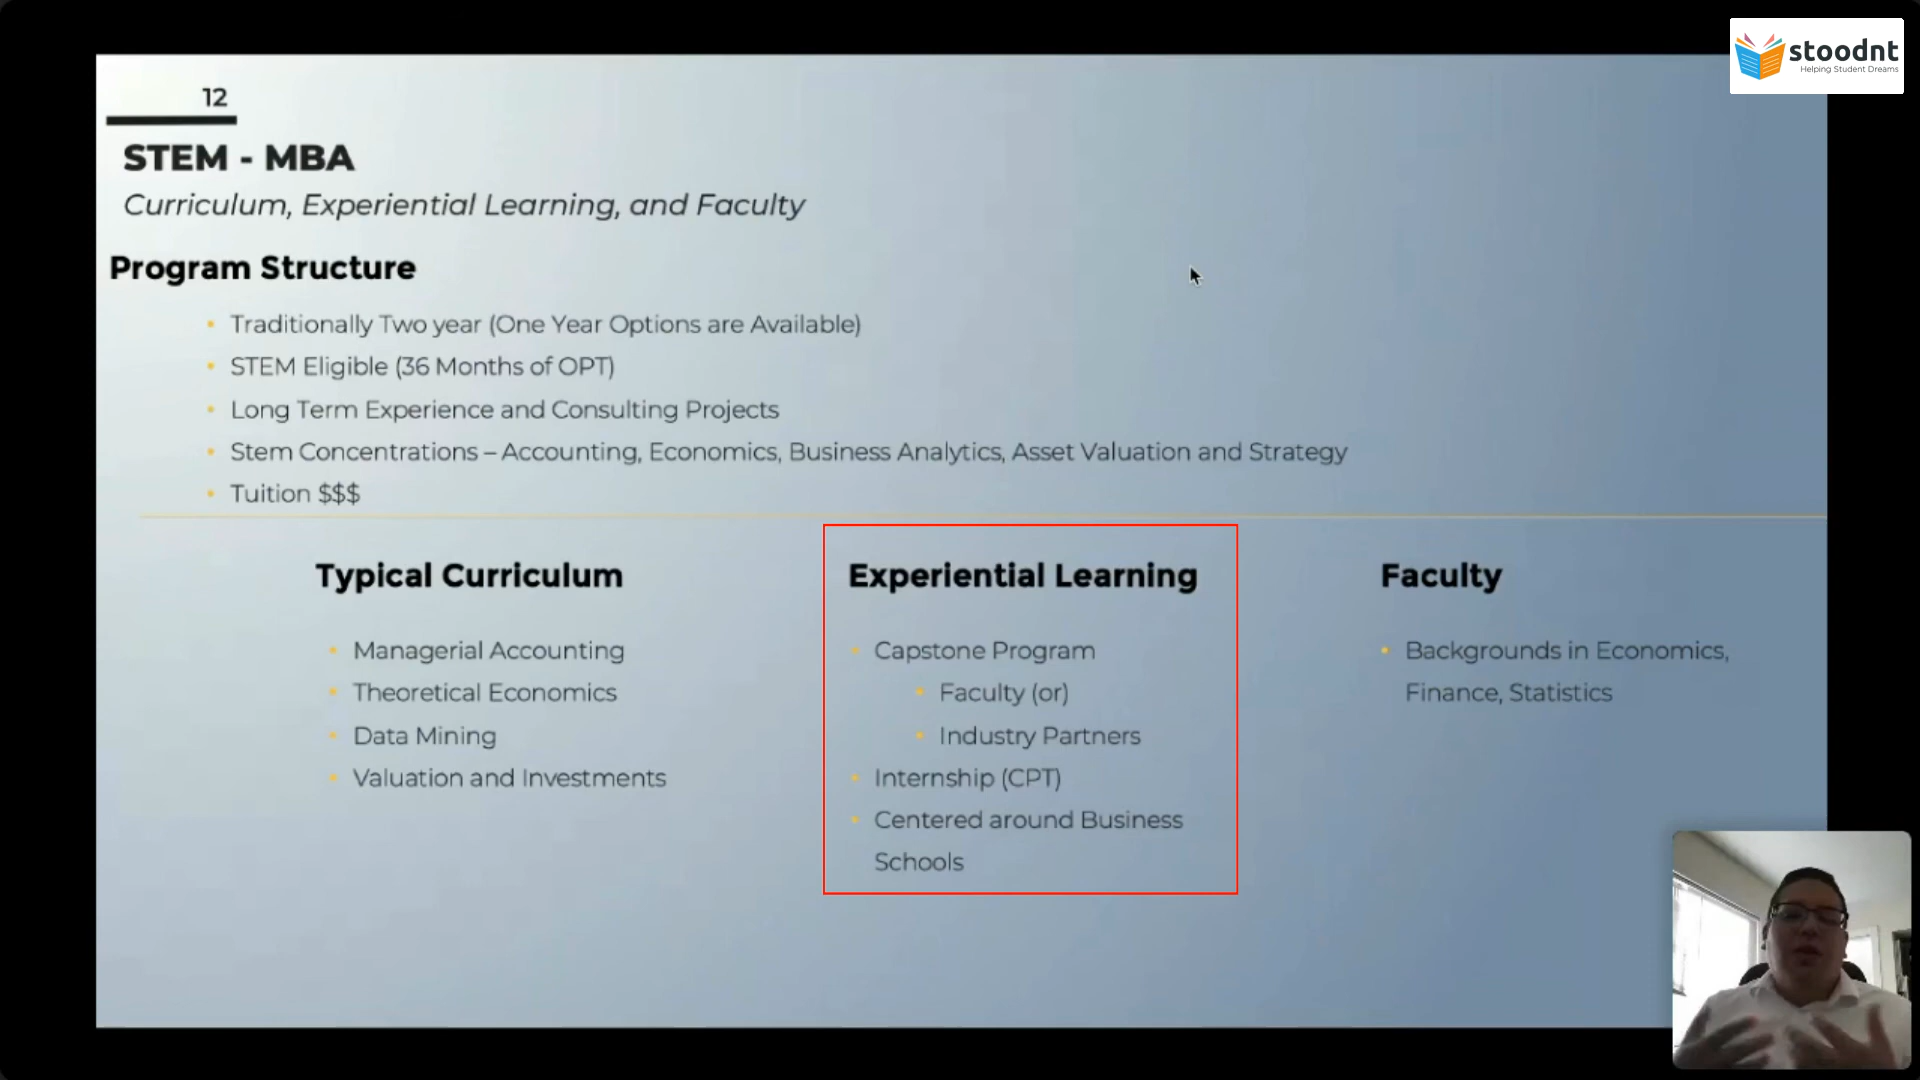 stoodnt
Helping Student Dreams
12
STEM - MBA
Curriculum, Experiential Learning, and Faculty
Program Structure
• Traditionally Two year (One Year Options are Available)
• STEM Eligible (36 Months of OPT)
• Long Term Experience and Consulting Projects
• Stem Concentrations – Accounting, Economics, Business Analytics, Asset Valuation and Strategy
• Tuition $$$
Typical Curriculum
• Managerial Accounting
• Theoretical Economics
• Data Mining
• Valuation and Investments
Experiential Learning
• Capstone Program
• Faculty (or)
• Industry Partners
• Internship (CPT)
• Centered around Business
Schools
Faculty
• Backgrounds in Economics,
Finance, Statistics